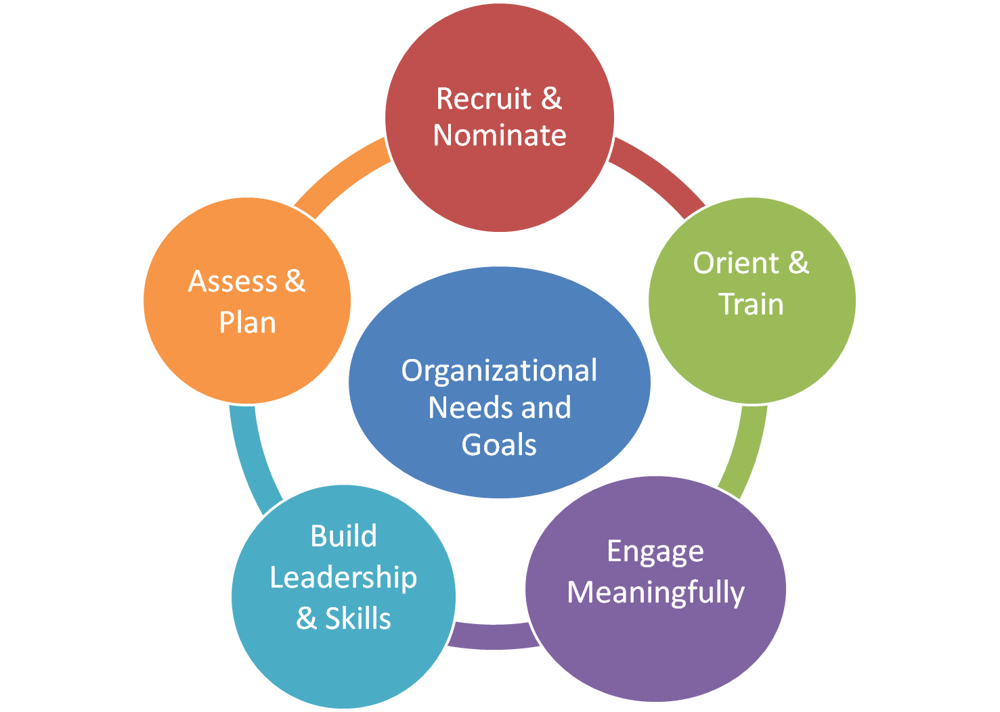 Recruit &
Nominate
Orient &
Train
Engage
Meaningfully
Build
Leadership
& Skills
Assess &
Plan
Organizational
Needs and
Goals